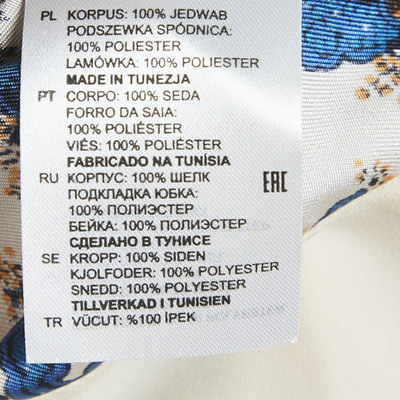 PL KORPUS: 100% JEDWAB
PODSZEWKA SPÓDNICA:
100% POLIESTER
LAMÓWKA: 100% POLIESTER
MADE IN TUNEZJA
PT CORPO: 100% SEDA
FORRO DA SAIA:
100% POLIÉSTER
VIÉS: 100% POLIÉSTER
FABRICADO NA TUNÍSIA
RU КОРПУС: 100% ШЕЛК
ПОДКЛАДКА ЮБКА:
100% ПОЛИЭСТЕР
БЕЙКА: 100% ПОЛИЭСТЕР
СДЕЛАНО В ТУНИСЕ
EAC
SE KROPP: 100% SIDEN
KJOLFODER: 100% POLYESTER
SNEDD: 100% POLYESTER
TILLVERKAD I TUNISIEN
TR VÜCUT: %100 İPEK